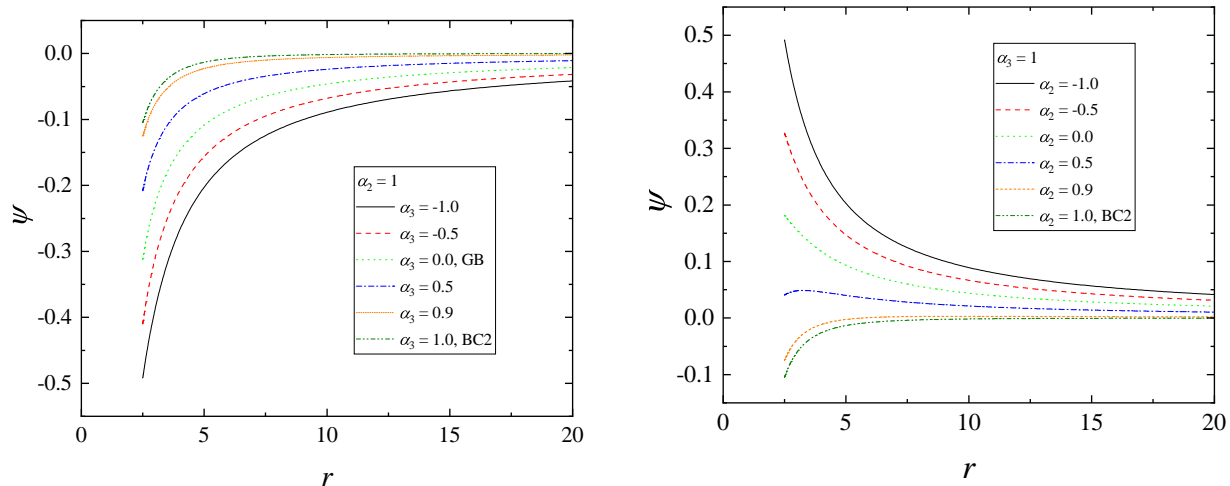 0.0
-0.1
-0.2
-0.3
-0.4
-0.5
ψ
α2 = 1
α3 = -1.0
α3 = -0.5
α3 = 0.0, GB
α3 = 0.5
α3 = 0.9
α3 = 1.0, BC2
0 5 10 15 20
r
0.5
0.4
0.3
0.2
0.1
0.0
-0.1
ψ
α3 = 1
α2 = -1.0
α2 = -0.5
α2 = 0.0
α2 = 0.5
α2 = 0.9
α2 = 1.0, BC2
0 5 10 15 20
r